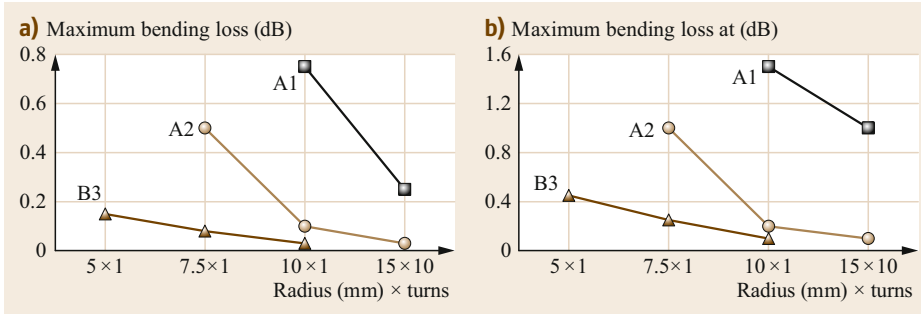 a) Maximum bending loss (dB)
0.8
0.6
0.4
0.2
0
A1
A2
B3
5×1 7.5×1 10×1 15×10
Radius (mm) × turns
b) Maximum bending loss at (dB)
1.6
1.2
0.8
0.4
0
A1
A2
B3
5×1 7.5×1 10×1 15×10
Radius (mm) × turns